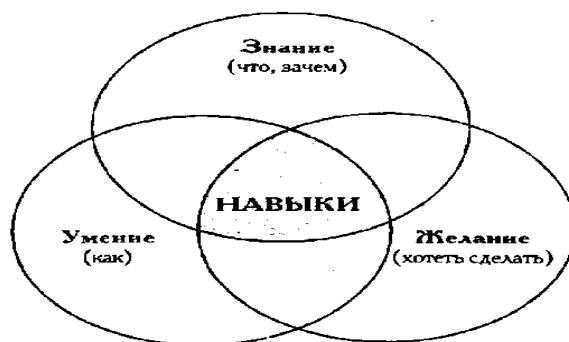 Знание
(что, зачем)
НАВЫКИ
Умение
(как)
Желание
(хотеть сделать)